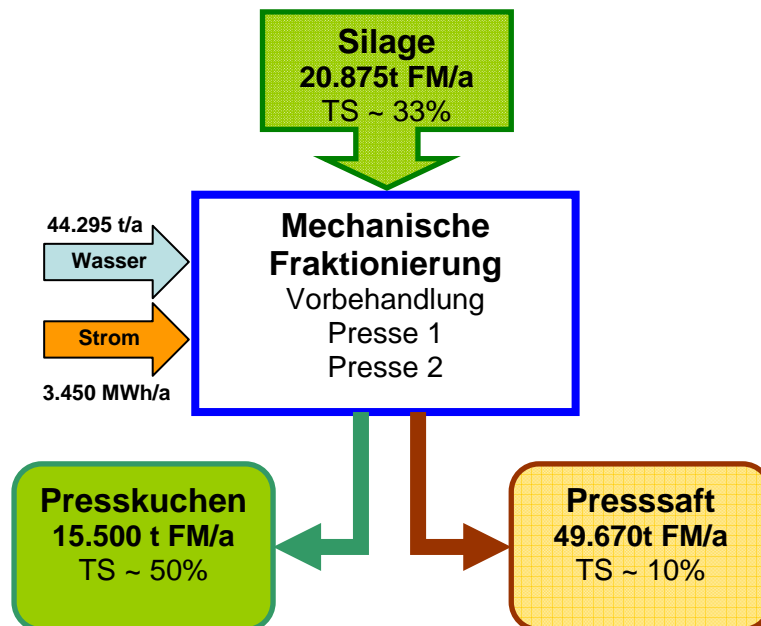 Silage
20.875t FM/a
TS ~ 33%
44.295 t/a
Wasser
Strom
3.450 MWh/a
Mechanische
Fraktionierung
Vorbehandlung
Presse 1
Presse 2
Presskuchen
15.500 t FM/a
TS ~ 50%
Presssaft
49.670t FM/a
TS ~ 10%